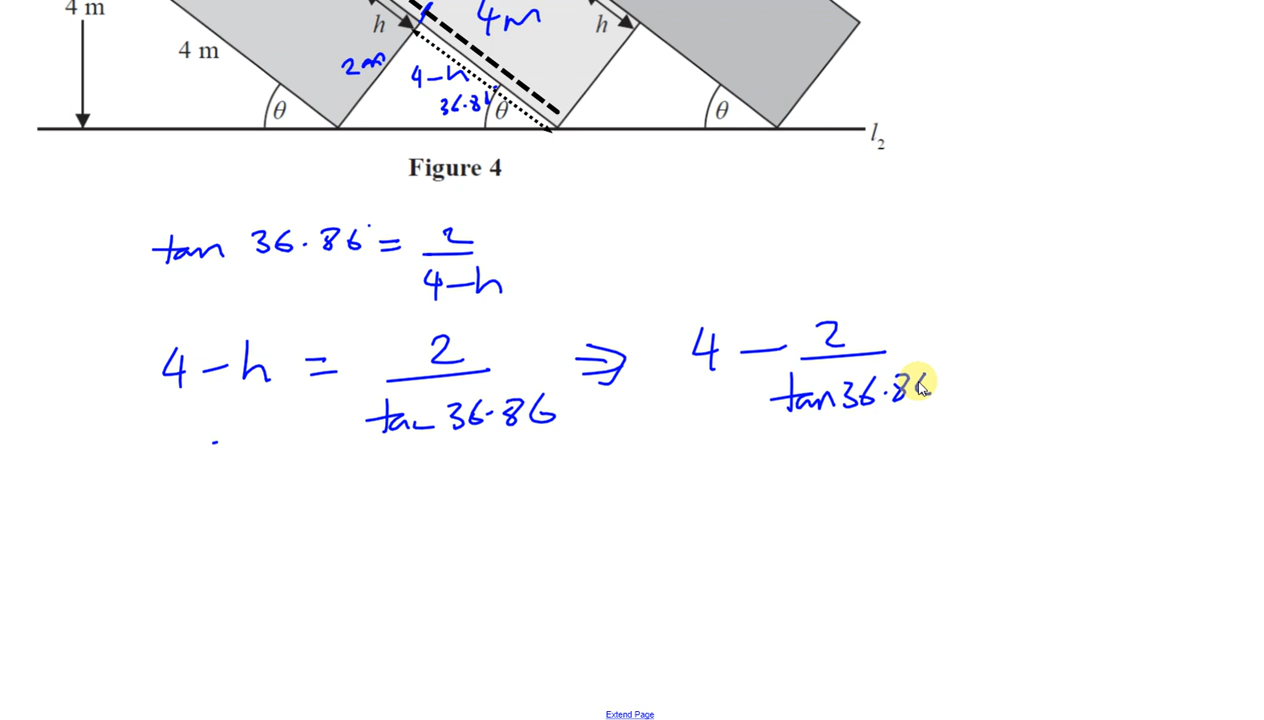 4 m
h
4m
h
4 m
2m
4-h
36.86
θ
θ
θ
l₂
Figure 4
tan 36.86° = 2/4-h
4-h = 2/tan 36.86 ⇒ 4 - 2/tan 36.86
Extend Page